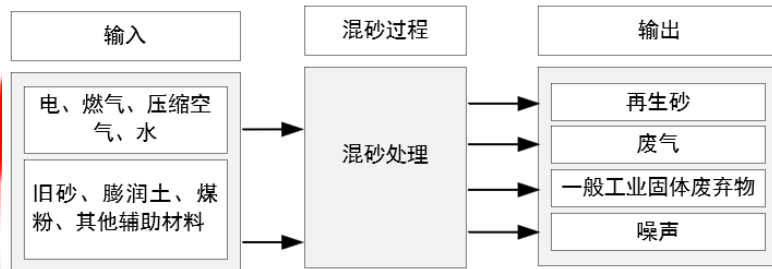 输入
混砂过程
输出
电、燃气、压缩空
气、水
旧砂、膨润土、煤
粉、其他辅助材料
混砂处理
再生砂
废气
一般工业固体废弃物
噪声